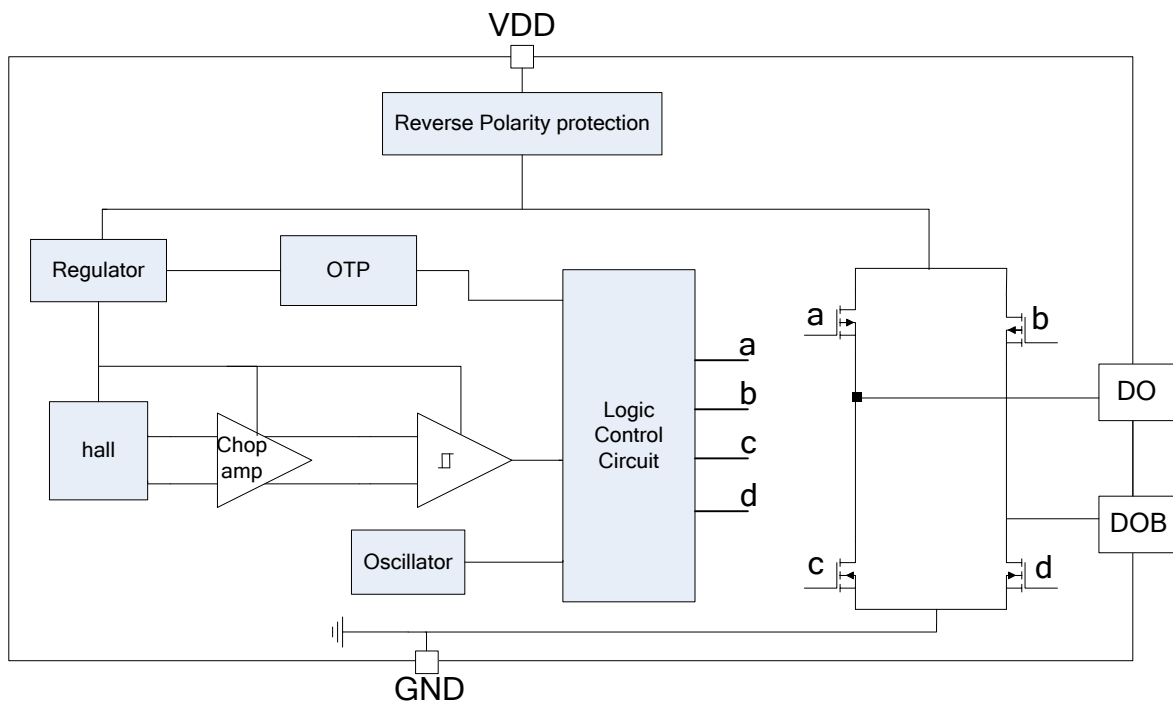 VDD
Reverse Polarity protection
Regulator
OTP
a
b
a
b
DO
hall
Chop
amp
Logic
Control
Circuit
c
d
DOB
Oscillator
c
d
GND